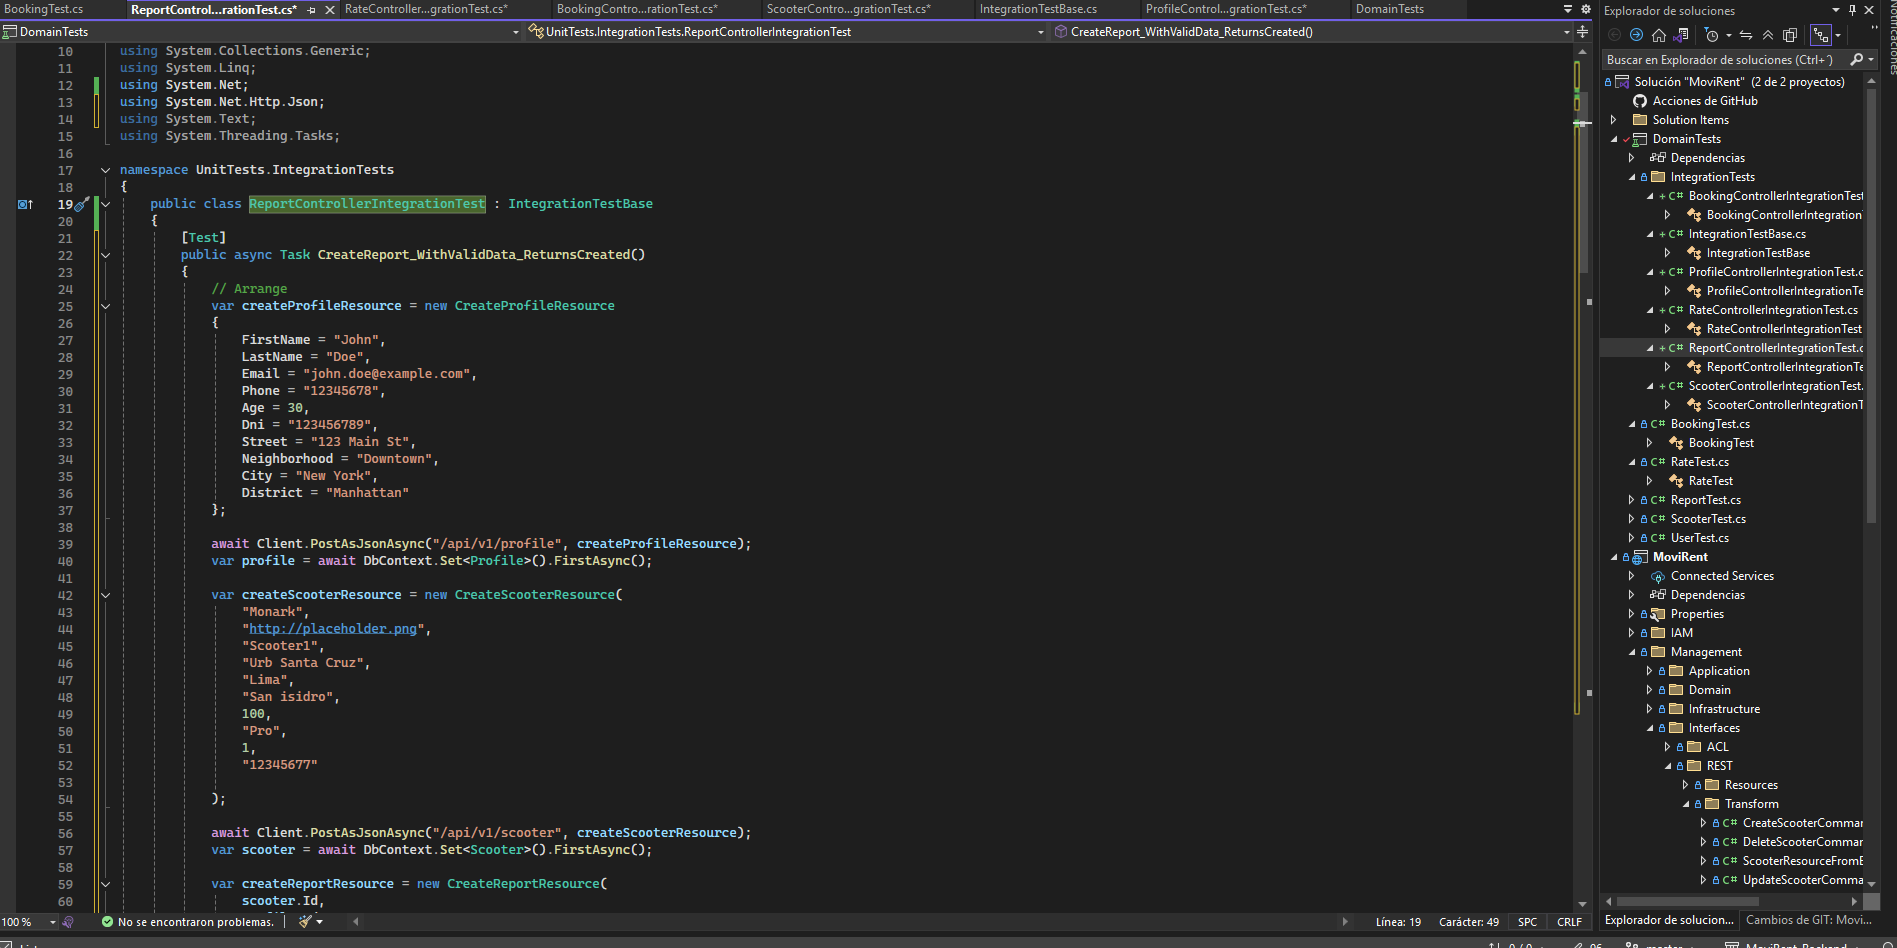 BookingTest.cs
ReportControl...rationTest.cs*
RateController...grationTest.cs*
BookingContro...rationTest.cs*
ScooterContro...grationTest.cs*
IntegrationTestBase.cs
ProfileControl...grationTest.cs*
DomainTests
DomainTests
UnitTests.IntegrationTests.ReportControllerIntegrationTest
CreateReport_WithValidData_ReturnsCreated()
10 using System.Collections.Generic;
11 using System.Linq;
12 using System.Net;
13 using System.Net.Http.Json;
14 using System.Text;
15 using System.Threading.Tasks;
16
17 namespace UnitTests.IntegrationTests
18 {
19 public class ReportControllerIntegrationTest : IntegrationTestBase
20 {
21 [Test]
22 public async Task CreateReport_WithValidData_ReturnsCreated()
23 {
24 // Arrange
25 var createProfileResource = new CreateProfileResource
26 {
27 FirstName = "John",
28 LastName = "Doe",
29 Email = "john.doe@example.com",
30 Phone = "12345678",
31 Age = 30,
32 Dni = "123456789",
33 Street = "123 Main St",
34 Neighborhood = "Downtown",
35 City = "New York",
36 District = "Manhattan"
37 };
38
39 await Client.PostAsJsonAsync("/api/v1/profile", createProfileResource);
40 var profile = await DbContext.Set<Profile>().FirstAsync();
41
42 var createScooterResource = new CreateScooterResource(
43 "Monark",
44 "http://placeholder.png",
45 "Scooter1",
46 "Urb Santa Cruz",
47 "Lima",
48 "San isidro",
49 100,
50 "Pro",
51 1,
52 "12345677"
53
54 );
55
56 await Client.PostAsJsonAsync("/api/v1/scooter", createScooterResource);
57 var scooter = await DbContext.Set<Scooter>().FirstAsync();
58
59 var createReportResource = new CreateReportResource(
60 scooter.Id,
100 %
No se encontraron problemas.
Línea: 19
Carácter: 49
SPC
CRLF
Explorador de soluciones
Buscar en Explorador de soluciones (Ctrl+´)
Solución "MoviRent" (2 de 2 proyectos)
Acciones de GitHub
Solution Items
DomainTests
Dependencias
IntegrationTests
+ C# BookingControllerIntegrationTest
BookingControllerIntegration
+ C# IntegrationTestBase.cs
IntegrationTestBase
+ C# ProfileControllerIntegrationTest.c
ProfileControllerIntegrationTe
+ C# RateControllerIntegrationTest.cs
RateControllerIntegrationTest
+ C# ReportControllerIntegrationTest.c
ReportControllerIntegrationTe
+ C# ScooterControllerIntegrationTest.
ScooterControllerIntegrationT
C# BookingTest.cs
BookingTest
C# RateTest.cs
RateTest
C# ReportTest.cs
C# ScooterTest.cs
C# UserTest.cs
MoviRent
Connected Services
Dependencias
Properties
IAM
Management
Application
Domain
Infrastructure
Interfaces
ACL
REST
Resources
Transform
C# CreateScooterCommar
C# DeleteScooterCommar
C# ScooterResourceFromE
C# UpdateScooterComma
Explorador de solucion...
Cambios de GIT: Movi...
Notificaciones